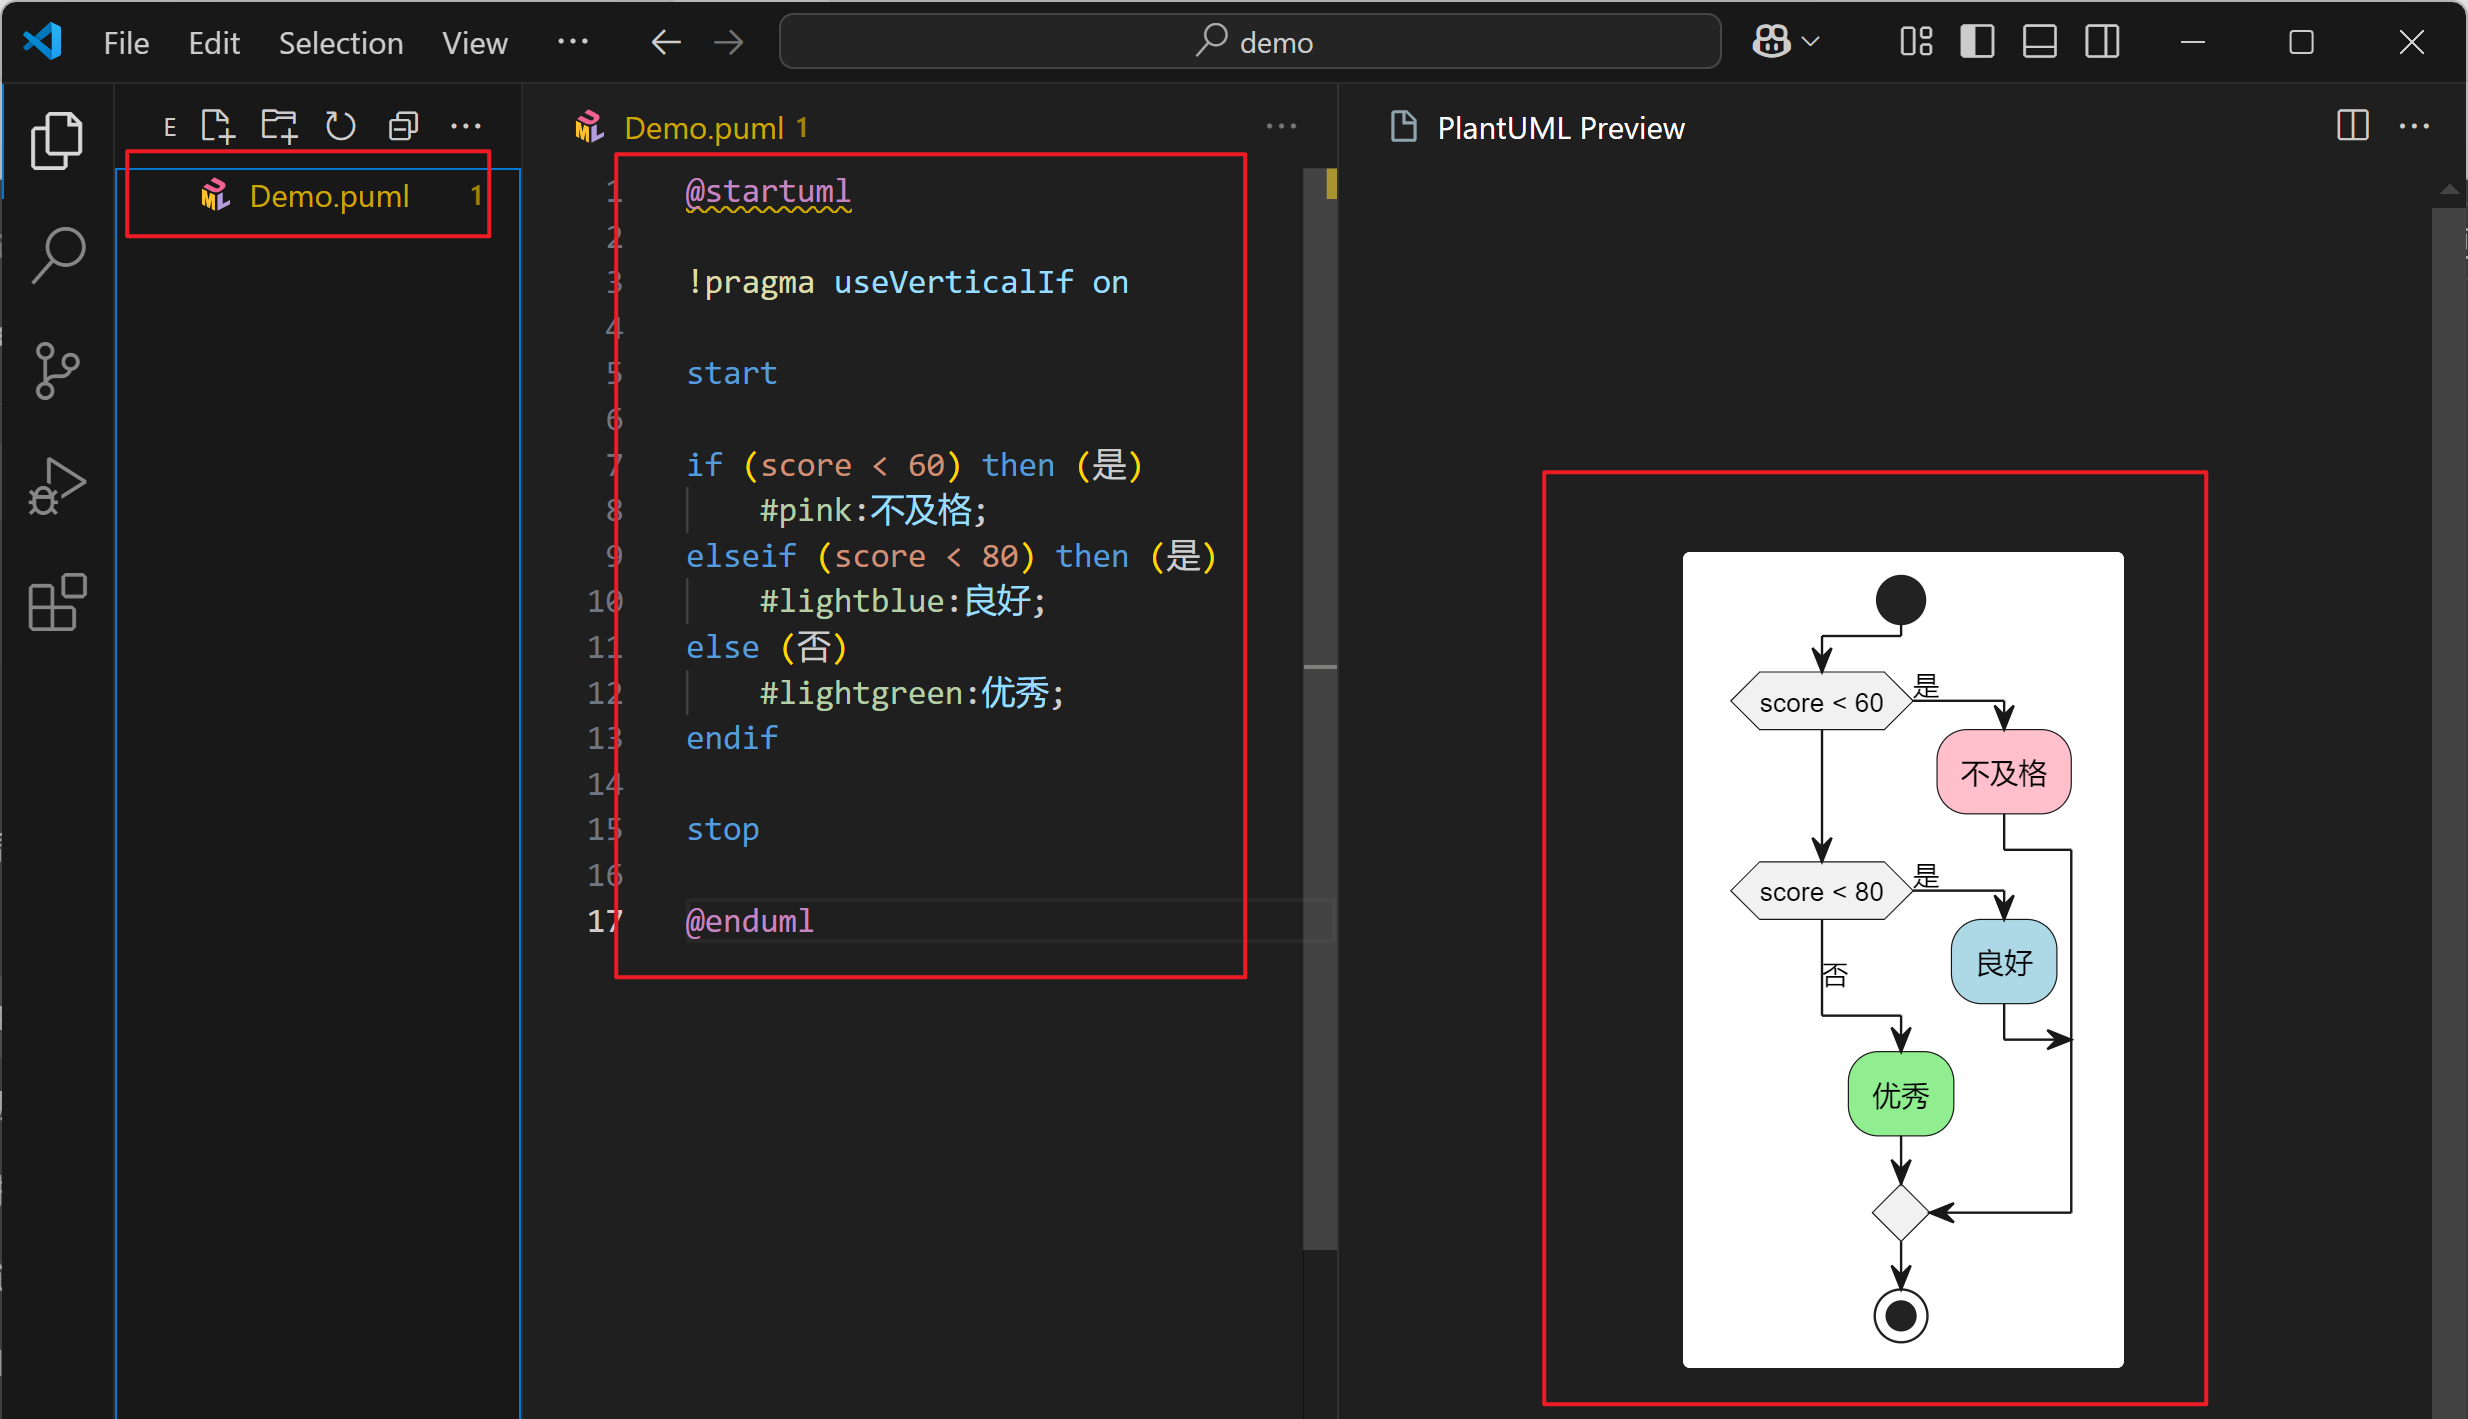 File Edit Selection View ··· demo
E
Demo.puml 1
Demo.puml 1
1 @startuml
2
3 !pragma useVerticalIf on
4
5 start
6
7 if (score < 60) then (是)
8 #pink:不及格;
9 elseif (score < 80) then (是)
10 #lightblue:良好;
11 else (否)
12 #lightgreen:优秀;
13 endif
14
15 stop
16
17 @enduml
PlantUML Preview
score < 60
是
不及格
score < 80
是
良好
否
优秀